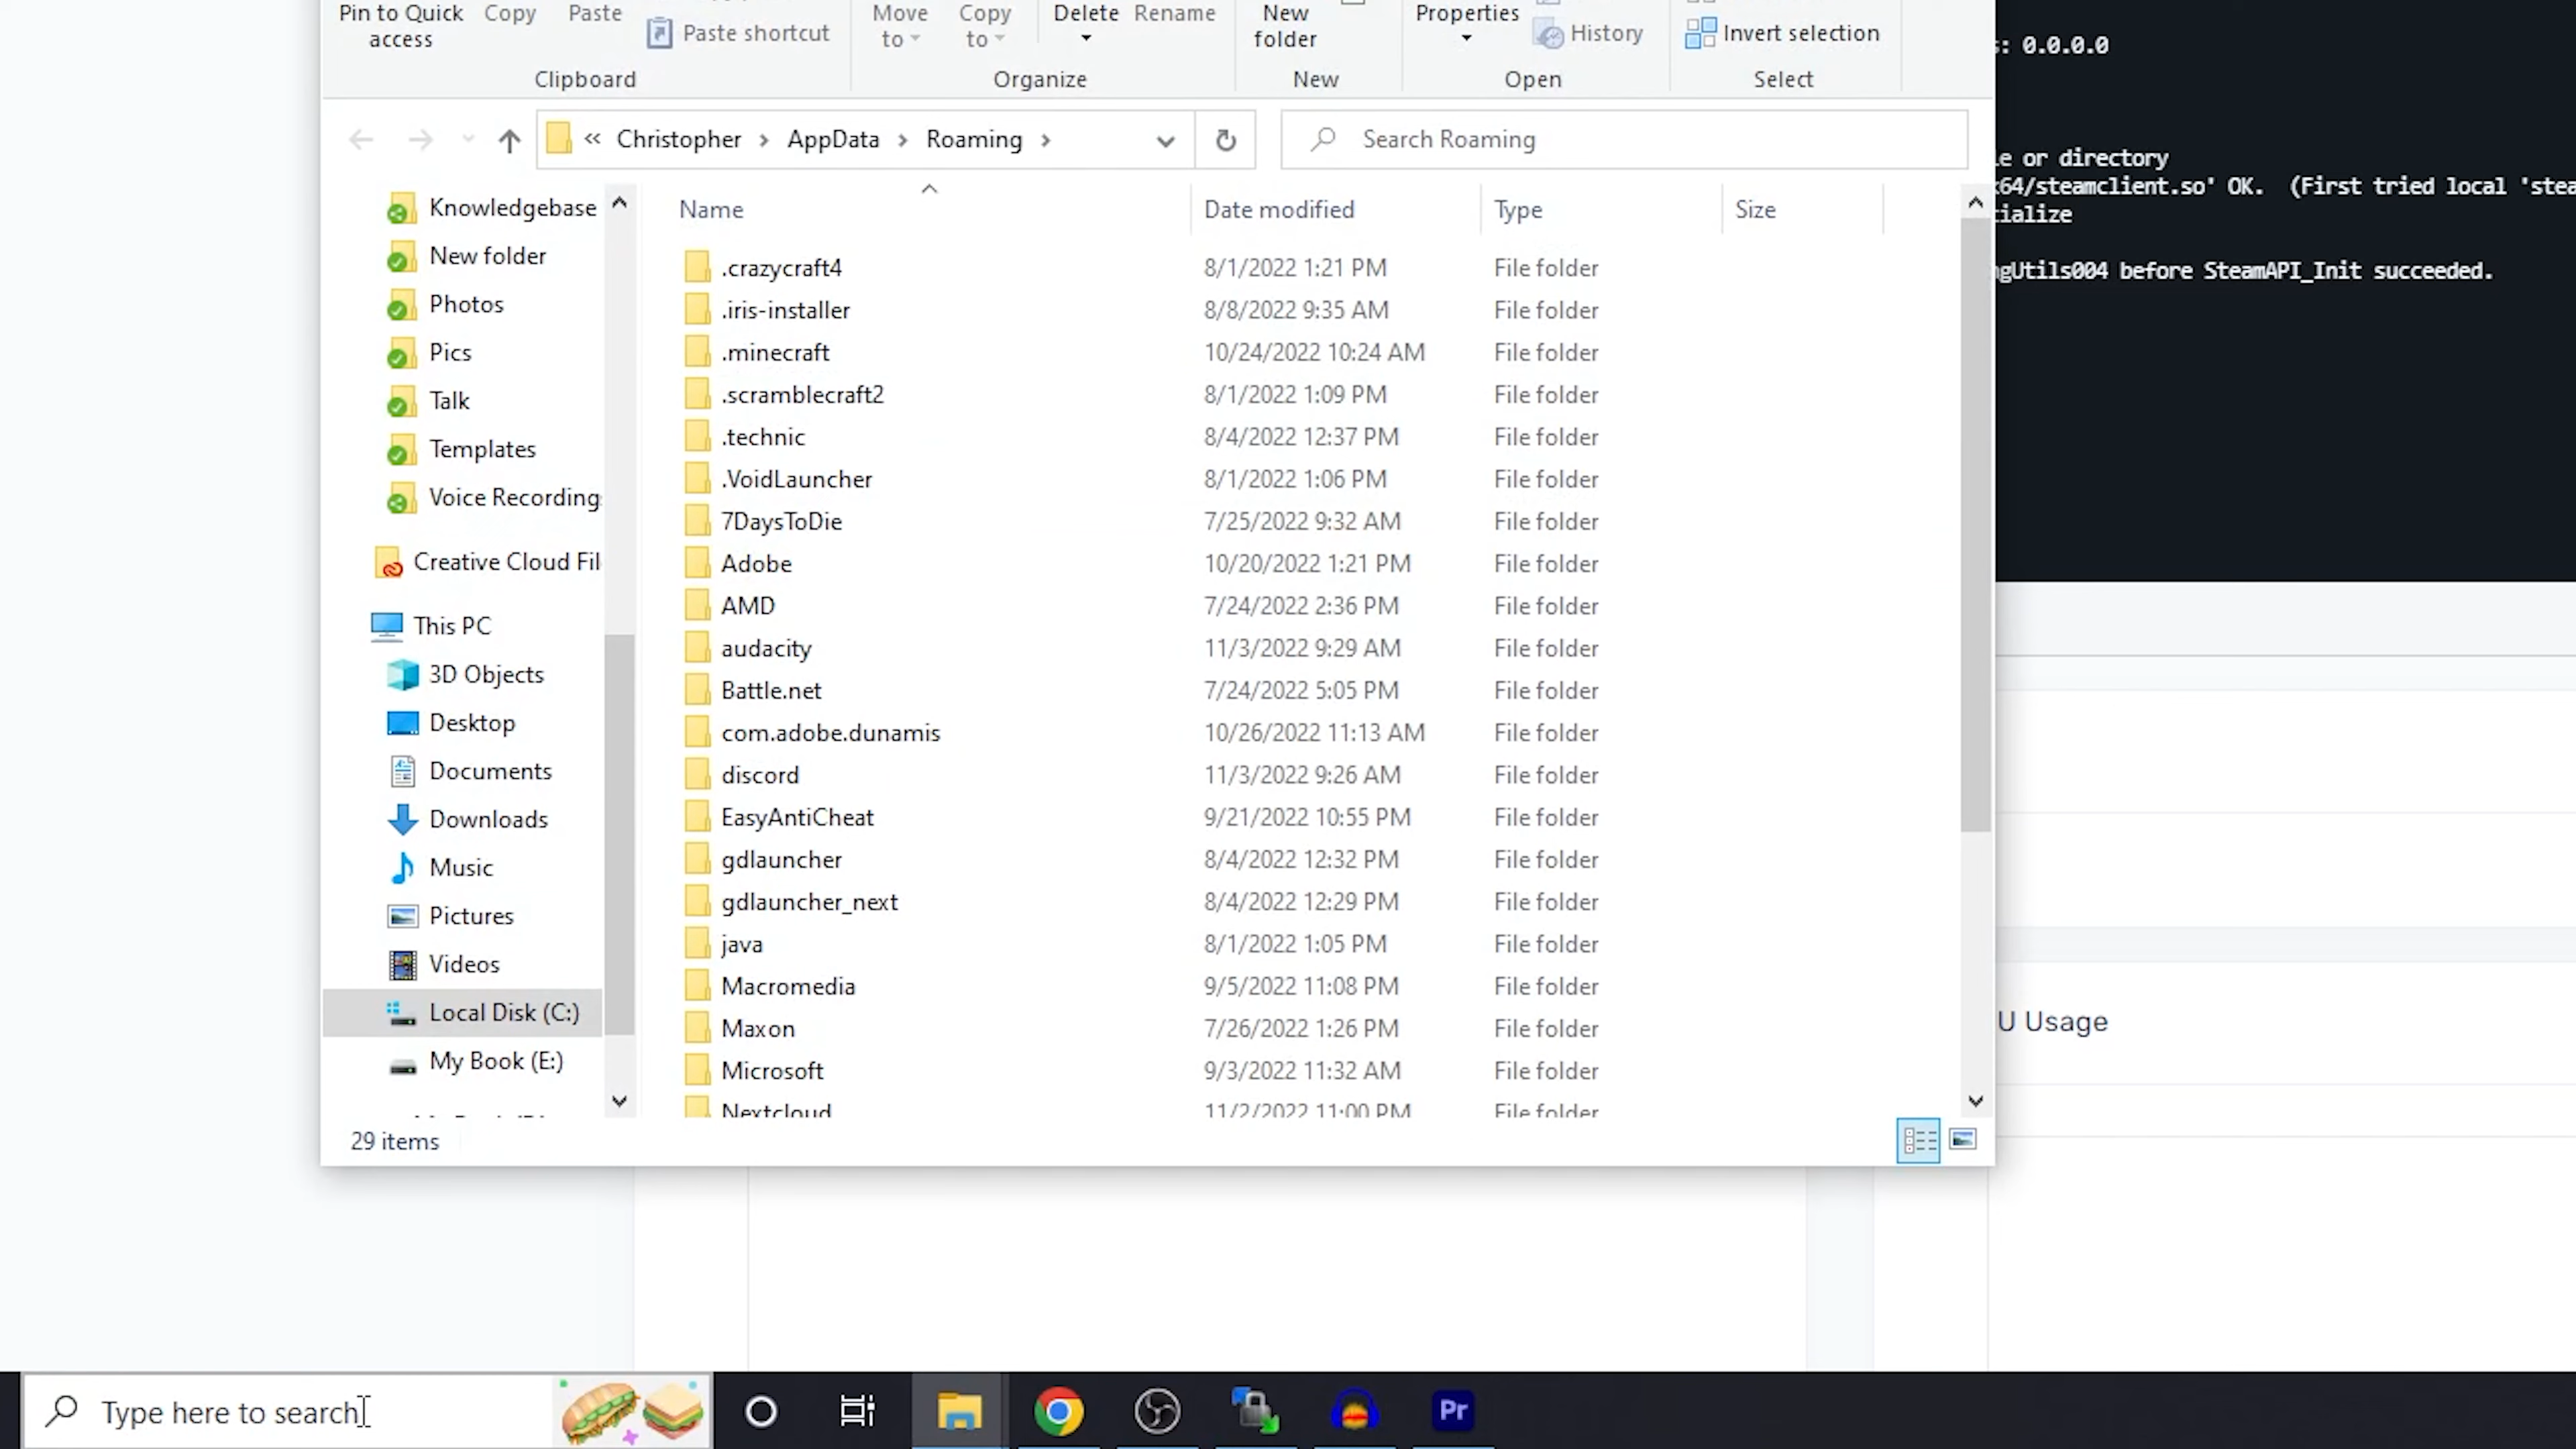 Pin to Quick access
Copy
Paste
Paste shortcut
Move to
Copy to
Delete
Rename
New folder
Properties
History
Invert selection
Clipboard
Organize
New
Open
Select
« Christopher > AppData > Roaming >
Search Roaming
Knowledgebase
New folder
Photos
Pics
Talk
Templates
Voice Recording
Creative Cloud Fil
This PC
3D Objects
Desktop
Documents
Downloads
Music
Pictures
Videos
Local Disk (C:)
My Book (E:)
Name Date modified Type Size
.crazycraft4 8/1/2022 1:21 PM File folder
.iris-installer 8/8/2022 9:35 AM File folder
.minecraft 10/24/2022 10:24 AM File folder
.scramblecraft2 8/1/2022 1:09 PM File folder
.technic 8/4/2022 12:37 PM File folder
.VoidLauncher 8/1/2022 1:06 PM File folder
7DaysToDie 7/25/2022 9:32 AM File folder
Adobe 10/20/2022 1:21 PM File folder
AMD 7/24/2022 2:36 PM File folder
audacity 11/3/2022 9:29 AM File folder
Battle.net 7/24/2022 5:05 PM File folder
com.adobe.dunamis 10/26/2022 11:13 AM File folder
discord 11/3/2022 9:26 AM File folder
EasyAntiCheat 9/21/2022 10:55 PM File folder
gdlauncher 8/4/2022 12:32 PM File folder
gdlauncher_next 8/4/2022 12:29 PM File folder
java 8/1/2022 1:05 PM File folder
Macromedia 9/5/2022 11:08 PM File folder
Maxon 7/26/2022 1:26 PM File folder
Microsoft 9/3/2022 11:32 AM File folder
Nextcloud 11/2/2022 11:00 PM File folder
29 items
s: 0.0.0.0
le or directory
x64/steamclient.so' OK. (First tried local 'stea
ialize
ngUtils004 before SteamAPI_Init succeeded.
U Usage
Type here to search
Pr